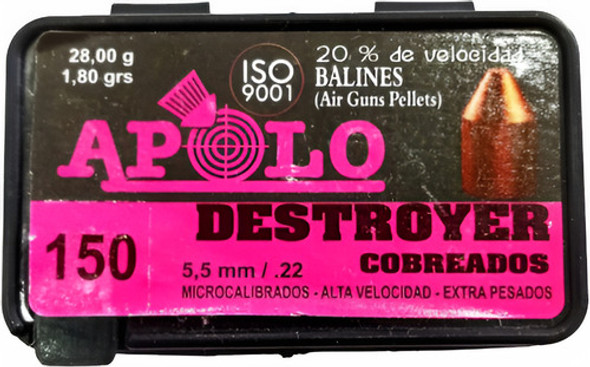 28,00 g
1,80 grs
ISO
9001
20 % de velocidad
BALINES
(Air Guns Pellets)
APOLO
150
DESTROYER
COBREADOS
5,5 mm / .22
MICROCALIBRADOS - ALTA VELOCIDAD - EXTRA PESADOS